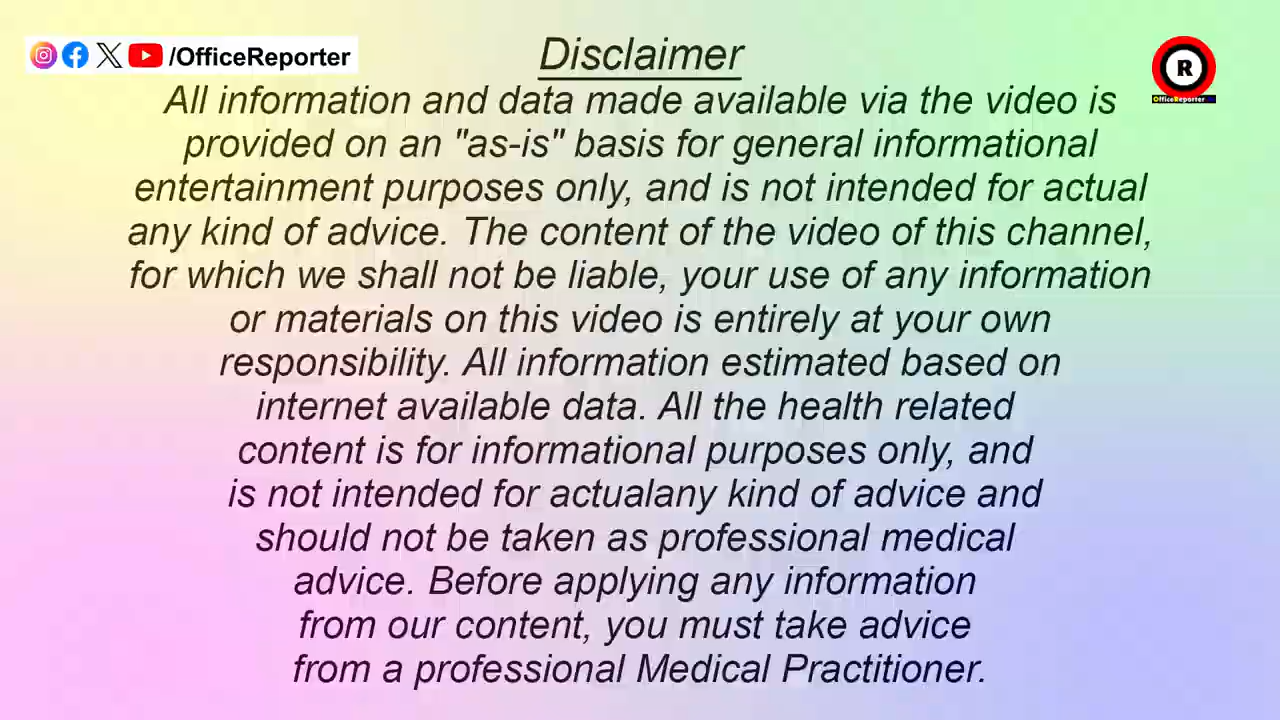 /OfficeReporter
R
OfficeReporter
Disclaimer
All information and data made available via the video is
provided on an "as-is" basis for general informational
entertainment purposes only, and is not intended for actual
any kind of advice. The content of the video of this channel,
for which we shall not be liable, your use of any information
or materials on this video is entirely at your own
responsibility. All information estimated based on
internet available data. All the health related
content is for informational purposes only, and
is not intended for actualany kind of advice and
should not be taken as professional medical
advice. Before applying any information
from our content, you must take advice
from a professional Medical Practitioner.